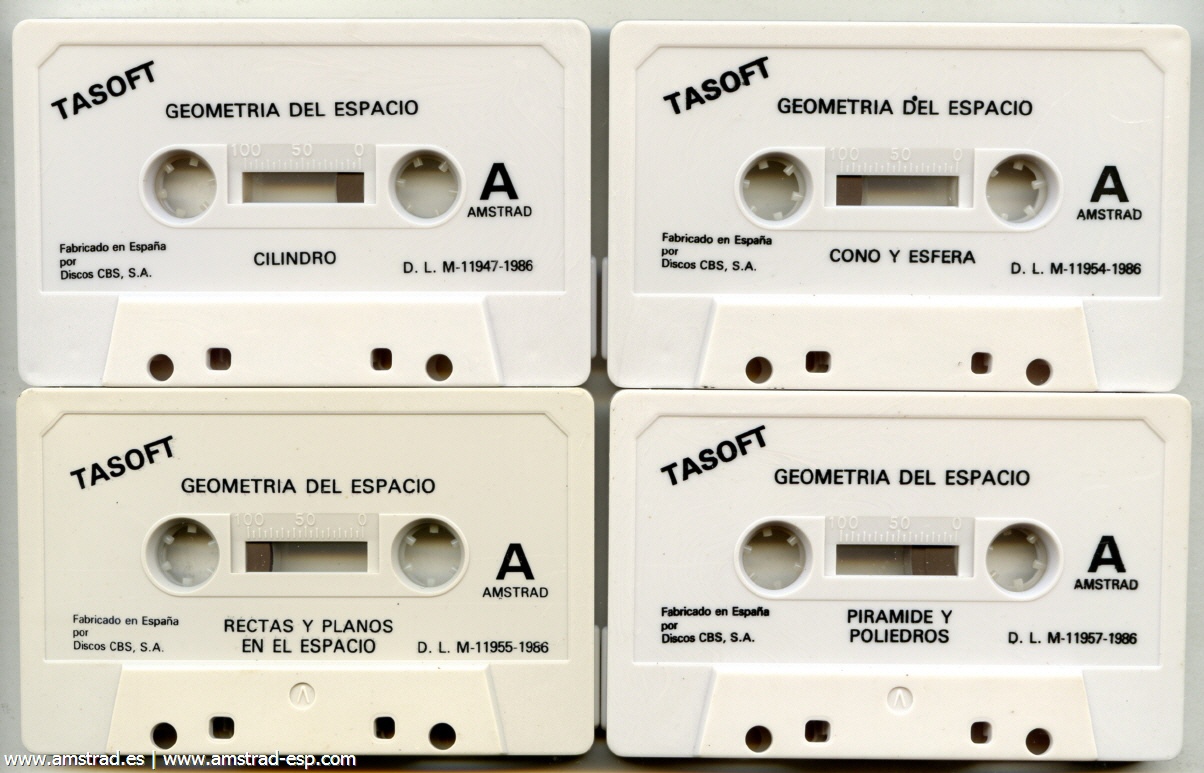 TASOFT
GEOMETRIA DEL ESPACIO
100 50 0
A
AMSTRAD
Fabricado en España
por
Discos CBS, S.A.
CILINDRO
D. L. M-11947-1986
TASOFT
GEOMETRIA DEL ESPACIO
100 50 0
A
AMSTRAD
Fabricado en España
por
Discos CBS, S.A.
CONO Y ESFERA
D. L. M-11954-1986
TASOFT
GEOMETRIA DEL ESPACIO
100 50 0
A
AMSTRAD
Fabricado en España
por
Discos CBS, S.A.
RECTAS Y PLANOS
EN EL ESPACIO
D. L. M-11955-1986
TASOFT
GEOMETRIA DEL ESPACIO
100 50 0
A
AMSTRAD
Fabricado en España
por
Discos CBS, S.A.
PIRAMIDE Y
POLIEDROS
D. L. M-11957-1986
www.amstrad.es | www.amstrad-esp.com